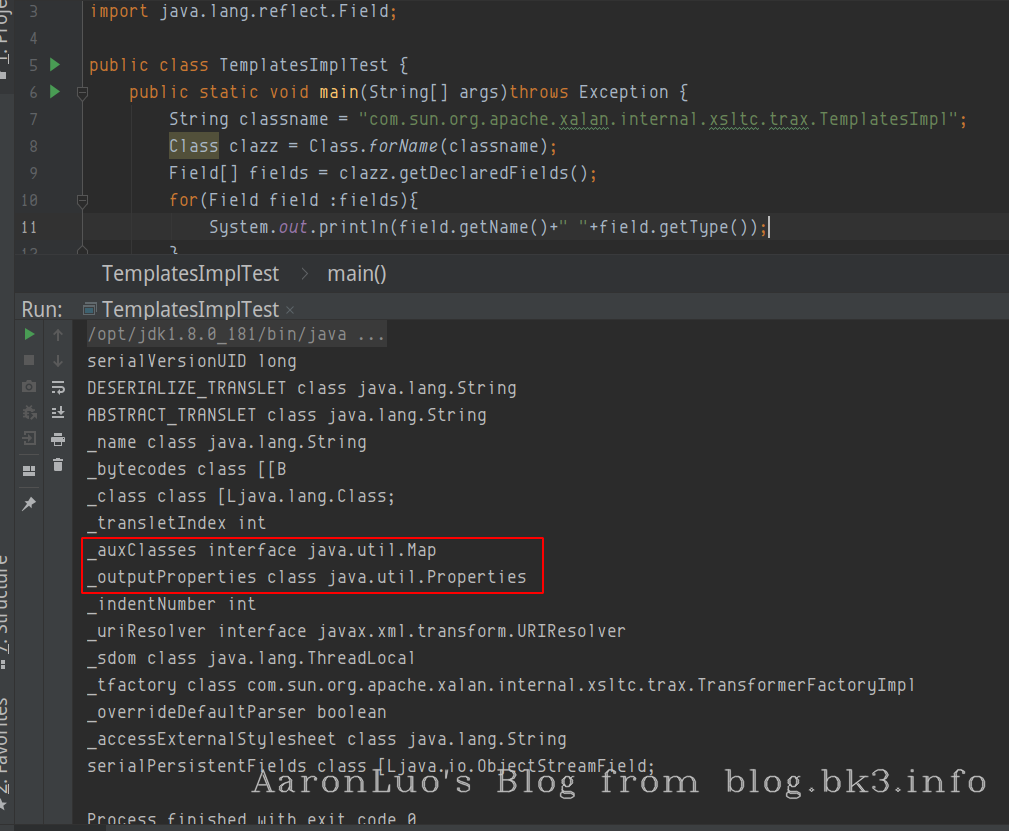 1: Proje
3 import java.lang.reflect.Field;
4
5 public class TemplatesImplTest {
6 public static void main(String[] args)throws Exception {
7 String classname = "com.sun.org.apache.xalan.internal.xsltc.trax.TemplatesImpl";
8 Class clazz = Class.forName(classname);
9 Field[] fields = clazz.getDeclaredFields();
10 for(Field field :fields){
11 System.out.println(field.getName()+" "+field.getType());
12 }
TemplatesImplTest > main()
Run: TemplatesImplTest ×
/opt/jdk1.8.0_181/bin/java ...
serialVersionUID long
DESERIALIZE_TRANSLET class java.lang.String
ABSTRACT_TRANSLET class java.lang.String
_name class java.lang.String
_bytecodes class [[B
_class class [Ljava.lang.Class;
_transletIndex int
_auxClasses interface java.util.Map
_outputProperties class java.util.Properties
_indentNumber int
_uriResolver interface javax.xml.transform.URIResolver
_sdom class java.lang.ThreadLocal
_tfactory class com.sun.org.apache.xalan.internal.xsltc.trax.TransformerFactoryImpl
_overrideDefaultParser boolean
_accessExternalStylesheet class java.lang.String
serialPersistentFields class [Ljava.io.ObjectStreamField;
AaronLuo's Blog from blog.bk3.info
Process finished with exit code 0
7: Structure
2: Favorites